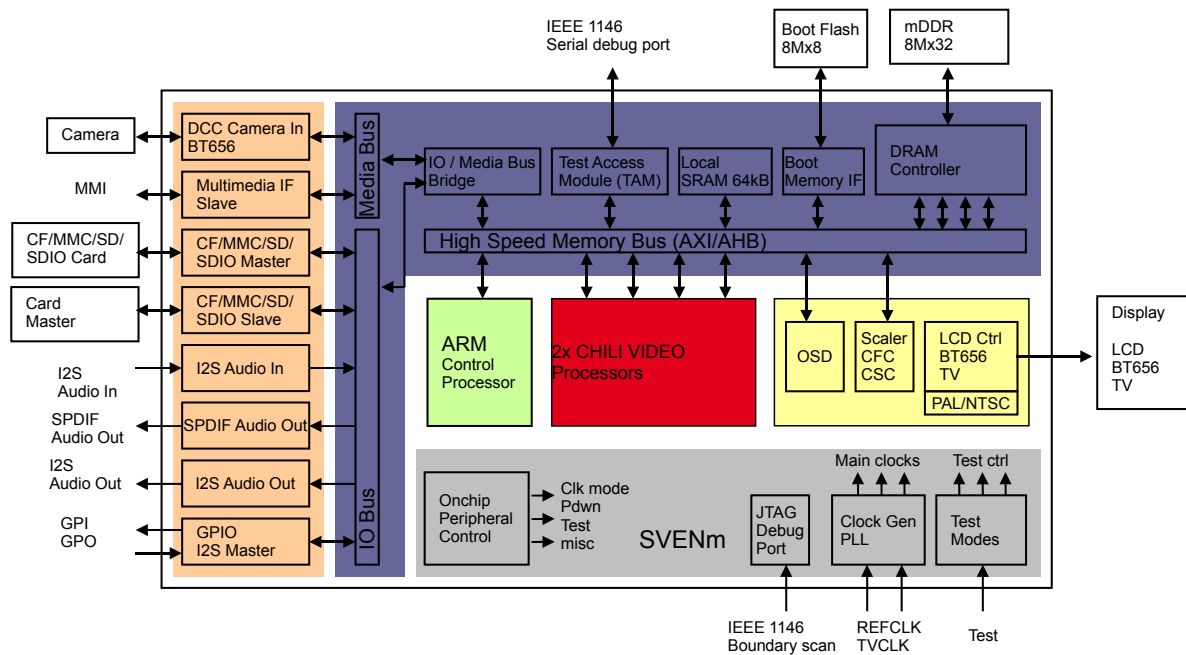 IEEE 1146
Serial debug port
Boot Flash
8Mx8
mDDR
8Mx32
Camera
DCC Camera In
BT656
Media Bus
IO / Media Bus
Bridge
Test Access
Module (TAM)
Local
SRAM 64kB
Boot
Memory IF
DRAM
Controller
MMI
Multimedia IF
Slave
CF/MMC/SD/
SDIO Card
CF/MMC/SD/
SDIO Master
High Speed Memory Bus (AXI/AHB)
Card
Master
CF/MMC/SD/
SDIO Slave
ARM
Control
Processor
2x CHILI VIDEO
Processors
OSD
Scaler
CFC
CSC
LCD Ctrl
BT656
TV
PAL/NTSC
Display
LCD
BT656
TV
I2S
Audio In
I2S Audio In
SPDIF
Audio Out
SPDIF Audio Out
I2S
Audio Out
I2S Audio Out
GPI
GPO
GPIO
I2S Master
IO Bus
Onchip
Peripheral
Control
Clk mode
Pdwn
Test
misc
SVENm
JTAG
Debug
Port
Main clocks
Clock Gen
PLL
Test ctrl
Test
Modes
IEEE 1146
Boundary scan
REFCLK
TVCLK
Test